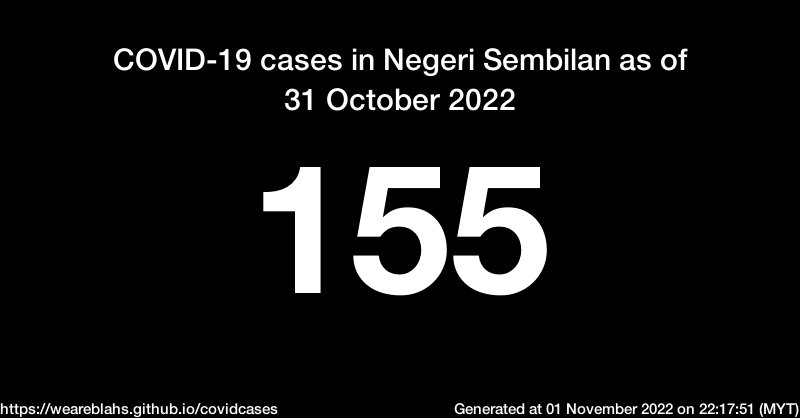 COVID-19 cases in Negeri Sembilan as of
31 October 2022
155
https://weareblahs.github.io/covidcases
Generated at 01 November 2022 on 22:17:51 (MYT)